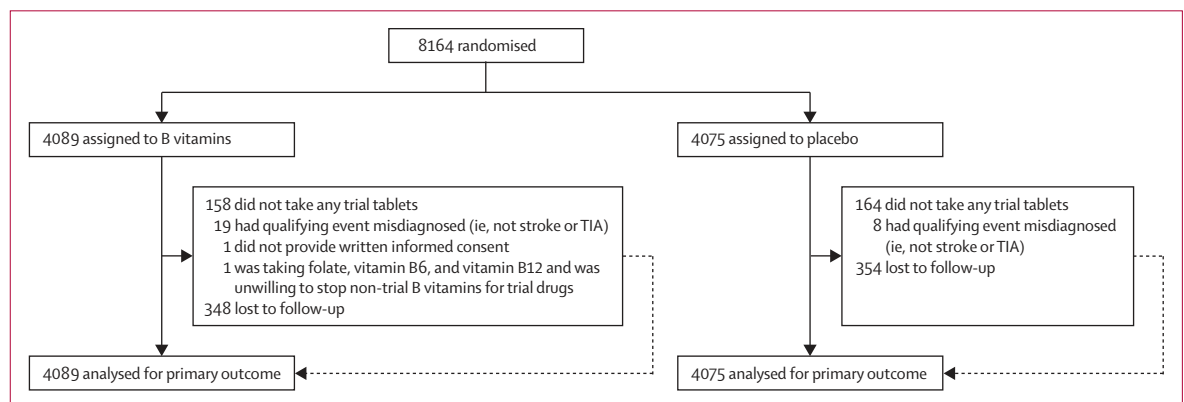 8164 randomised
4089 assigned to B vitamins
4075 assigned to placebo
158 did not take any trial tablets
19 had qualifying event misdiagnosed (ie, not stroke or TIA)
1 did not provide written informed consent
1 was taking folate, vitamin B6, and vitamin B12 and was
unwilling to stop non-trial B vitamins for trial drugs
348 lost to follow-up
164 did not take any trial tablets
8 had qualifying event misdiagnosed
(ie, not stroke or TIA)
354 lost to follow-up
4089 analysed for primary outcome
4075 analysed for primary outcome